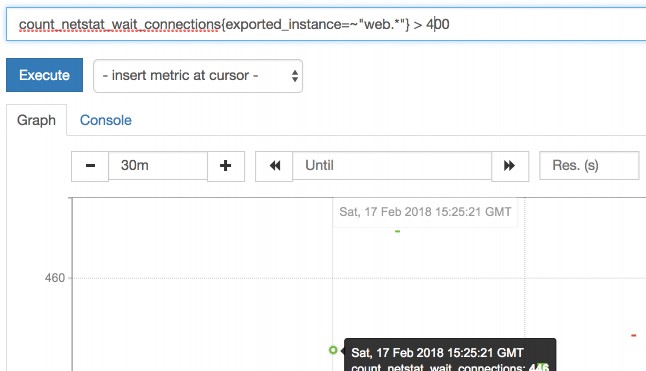 count_netstat_wait_connections{exported_instance=~"web.*"} > 400
Execute - insert metric at cursor -
Graph Console
− 30m + Until Res. (s)
Sat, 17 Feb 2018 15:25:21 GMT
460
Sat, 17 Feb 2018 15:25:21 GMT
count_netstat_wait_connections: 446